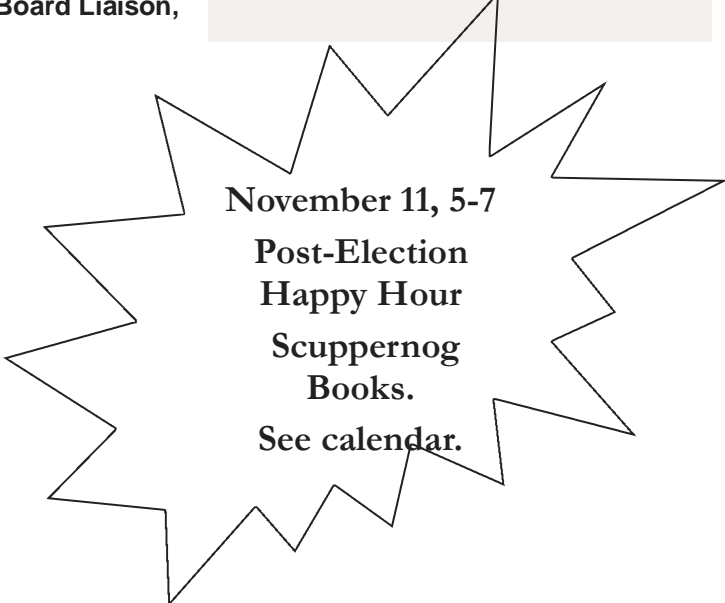 Board Liaison,
November 11, 5-7
Post-Election
Happy Hour
Scuppernog
Books.
See calendar.